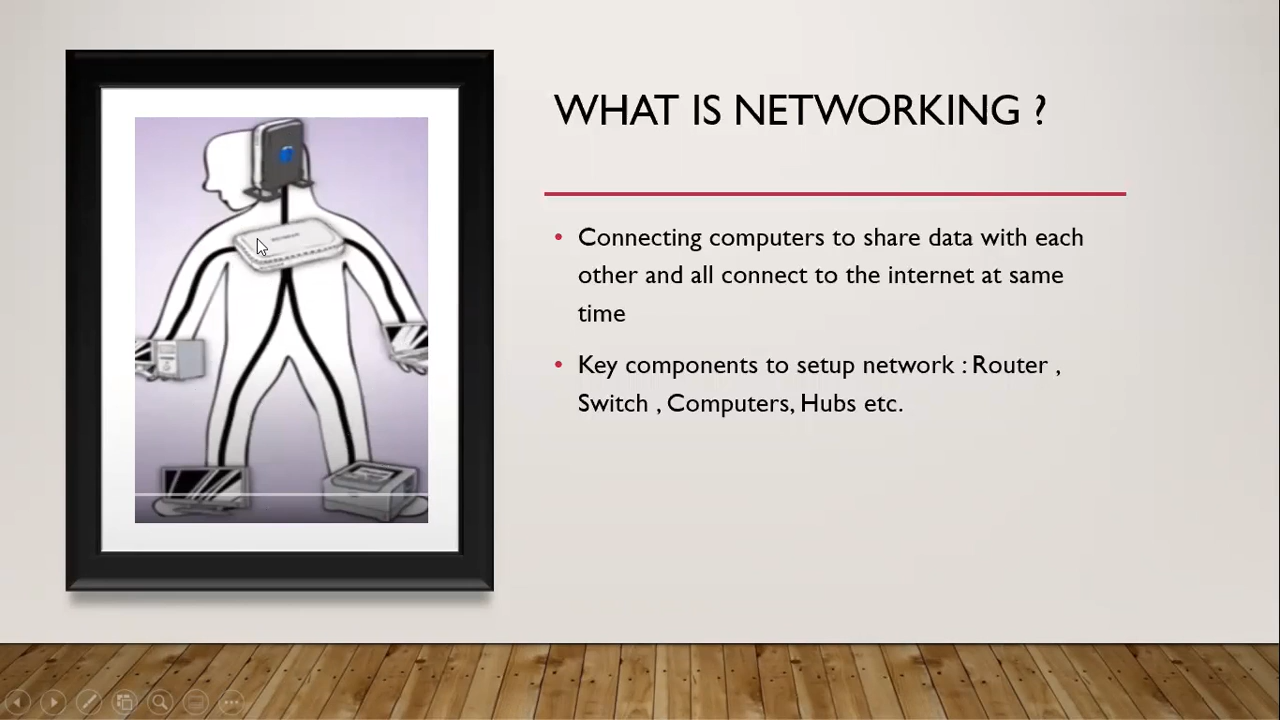 WHAT IS NETWORKING ?
• Connecting computers to share data with each
other and all connect to the internet at same
time
• Key components to setup network : Router ,
Switch , Computers, Hubs etc.